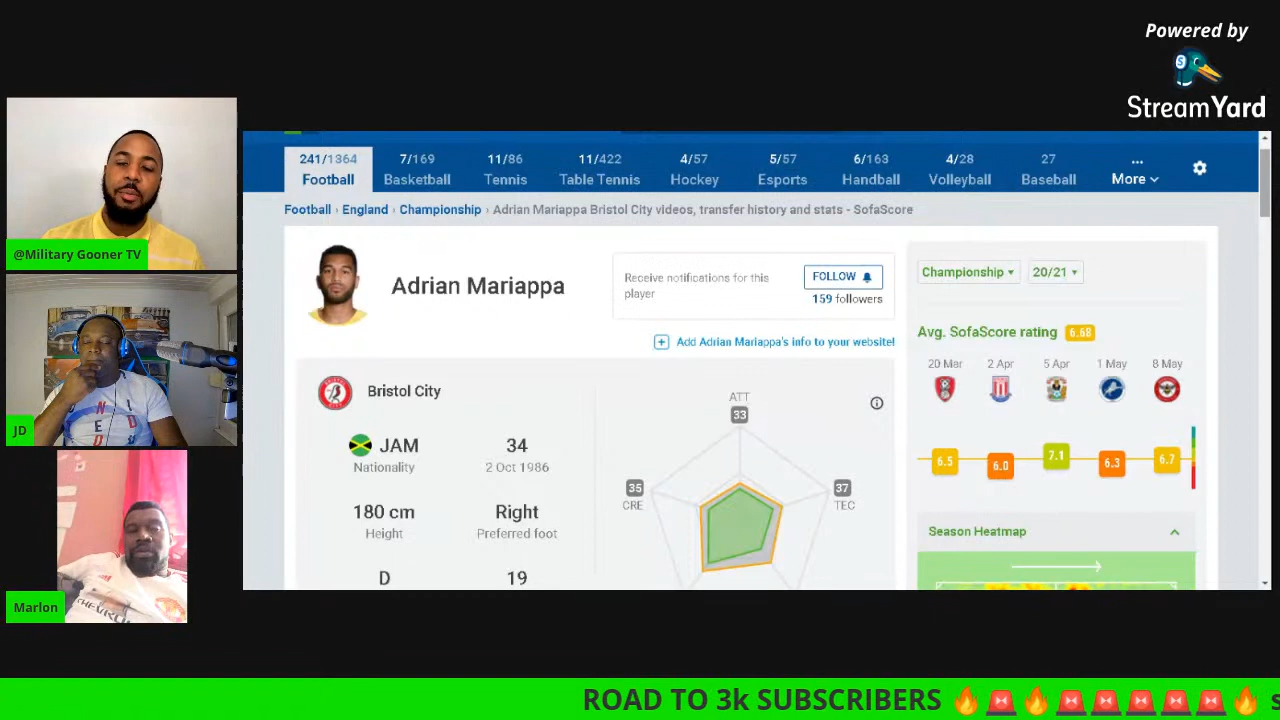 Powered by
StreamYard
241/1364 7/169 11/86 11/422 4/57 5/57 6/163 4/28 27 ...
Football Basketball Tennis Table Tennis Hockey Esports Handball Volleyball Baseball More
Football › England › Championship › Adrian Mariappa Bristol City videos, transfer history and stats - SofaScore
@Military Gooner TV
Adrian Mariappa
Receive notifications for this
player
FOLLOW
159 followers
Add Adrian Mariappa's info to your website!
Championship 20/21
Avg. SofaScore rating 6.68
20 Mar 2 Apr 5 Apr 1 May 8 May
6.5 6.0 7.1 6.3 6.7
Season Heatmap
Bristol City
JAM 34
Nationality 2 Oct 1986
180 cm Right
Height Preferred foot
D 19
ATT
33
35 37
CRE TEC
JD
CHEVROLET
Marlon
ROAD TO 3k SUBSCRIBERS